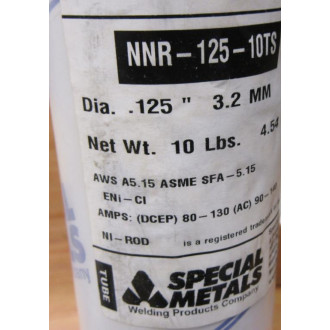 NNR-125-10TS
Dia. .125" 3.2 MM
Net Wt. 10 Lbs. 4.54
AWS A5.15 ASME SFA-5.15
ENi-CI
AMPS: (DCEP) 80-130 (AC) 90-
NI-ROD is a registered
TUBE
SPECIAL
METALS
Welding Products Company